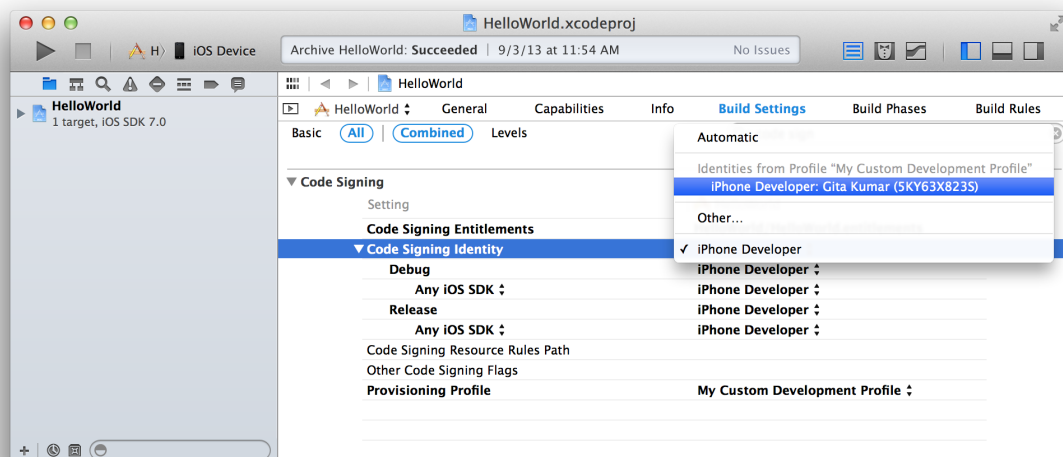 HelloWorld.xcodeproj
H⟩ iOS Device
Archive HelloWorld: Succeeded | 9/3/13 at 11:54 AM No Issues
HelloWorld
HelloWorld
1 target, iOS SDK 7.0
HelloWorld General Capabilities Info Build Settings Build Phases Build Rules
Basic All Combined Levels
Automatic
Identities from Profile “My Custom Development Profile”
iPhone Developer: Gita Kumar (5KY63X823S)
Other...
✓ iPhone Developer
Code Signing
Setting
Code Signing Entitlements
Code Signing Identity
Debug iPhone Developer
Any iOS SDK iPhone Developer
Release iPhone Developer
Any iOS SDK iPhone Developer
Code Signing Resource Rules Path
Other Code Signing Flags
Provisioning Profile My Custom Development Profile